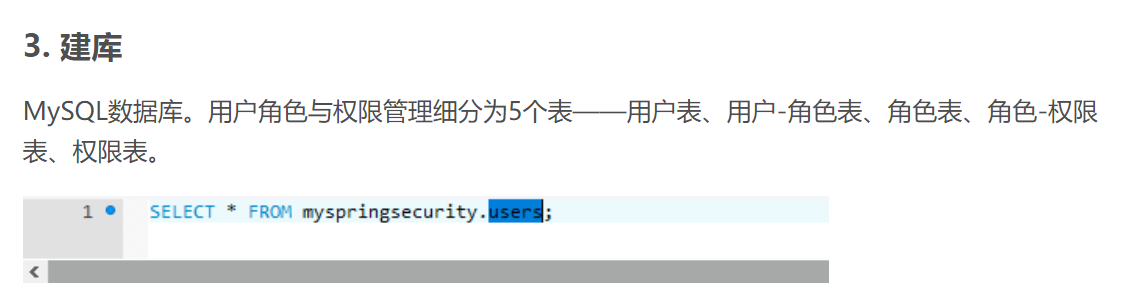 3. 建库
MySQL数据库。用户角色与权限管理细分为5个表——用户表、用户-角色表、角色表、角色-权限
表、权限表。
1 SELECT * FROM myspringsecurity.users;